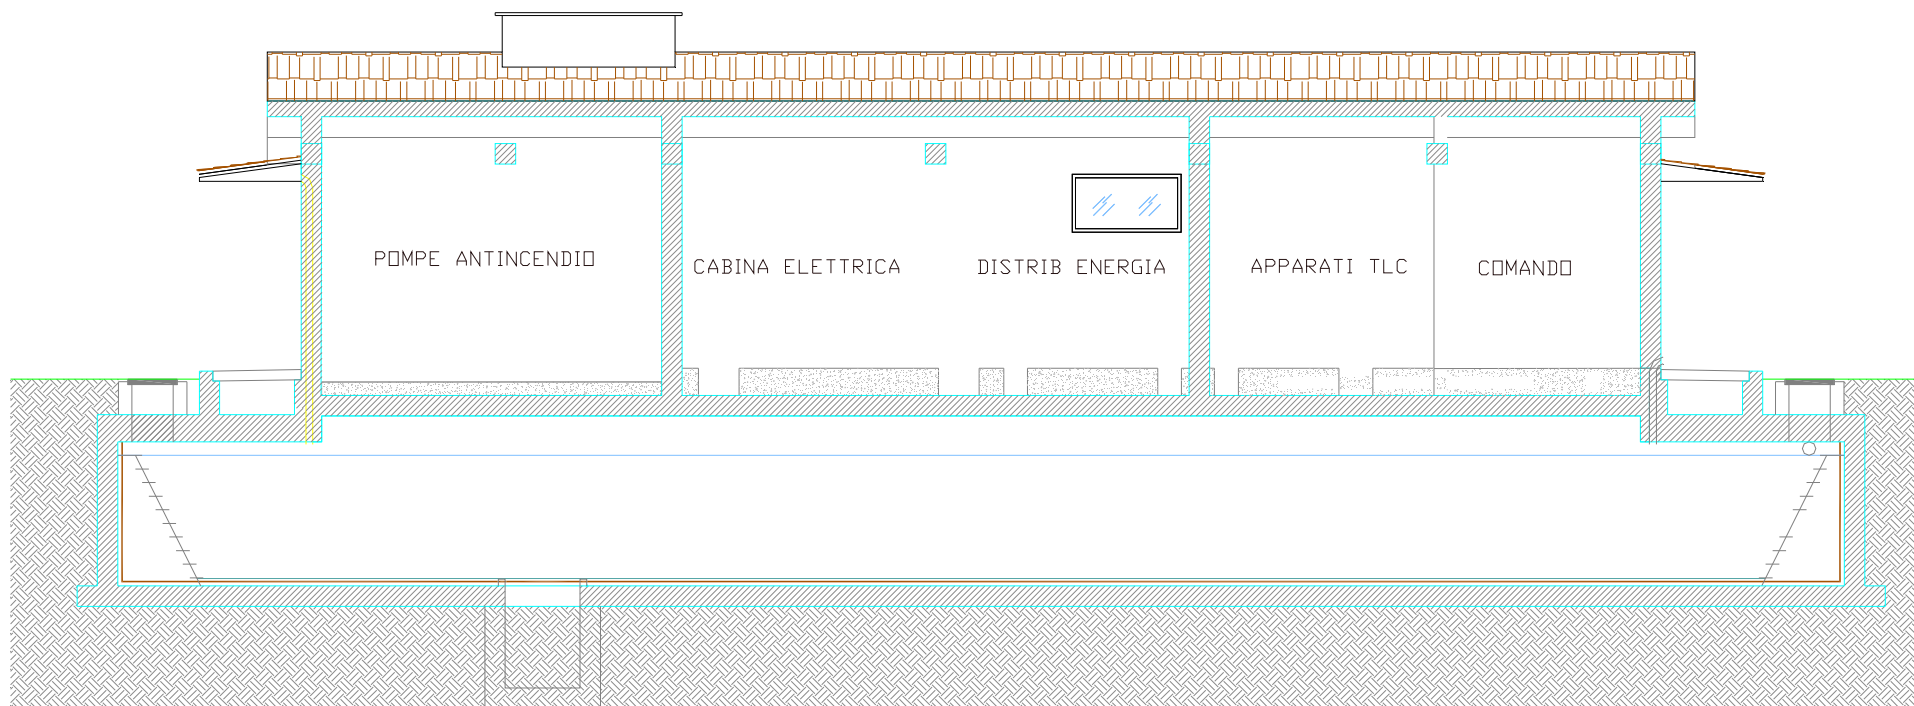 POMPE ANTINCENDIO
CABINA ELETTRICA
DISTRIB ENERGIA
APPARATI TLC
COMANDO